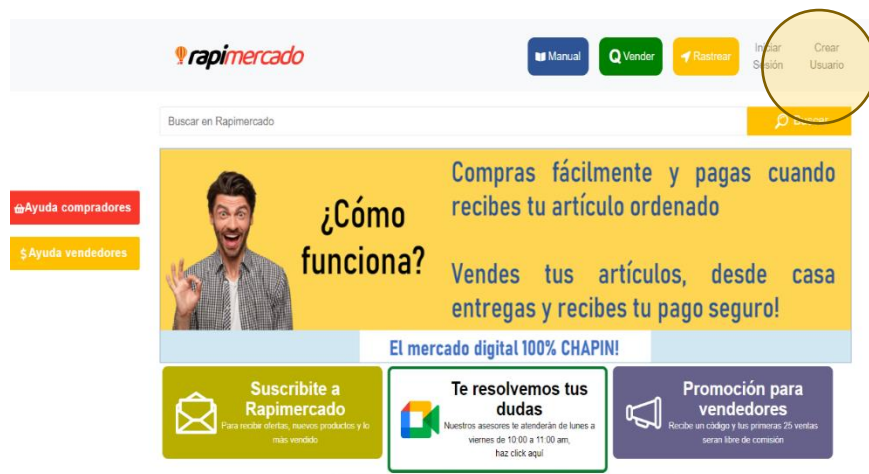 rapimercado
Manual
Q Vender
Rastrear
Iniciar
Sesión
Crear
Usuario
Buscar en Rapimercado
Buscar
Ayuda compradores
$Ayuda vendedores
¿Cómo
funciona?
Compras fácilmente y pagas cuando
recibes tu artículo ordenado
Vendes tus artículos, desde casa
entregas y recibes tu pago seguro!
El mercado digital 100% CHAPIN!
Suscribite a
Rapimercado
Para recibir ofertas, nuevos productos y lo
más vendido
Te resolvemos tus
dudas
Nuestros asesores te atenderán de lunes a
viernes de 10:00 a 11:00 am,
haz click aquí
Promoción para
vendedores
Recibe un código y tus primeras 25 ventas
seran libre de comisión